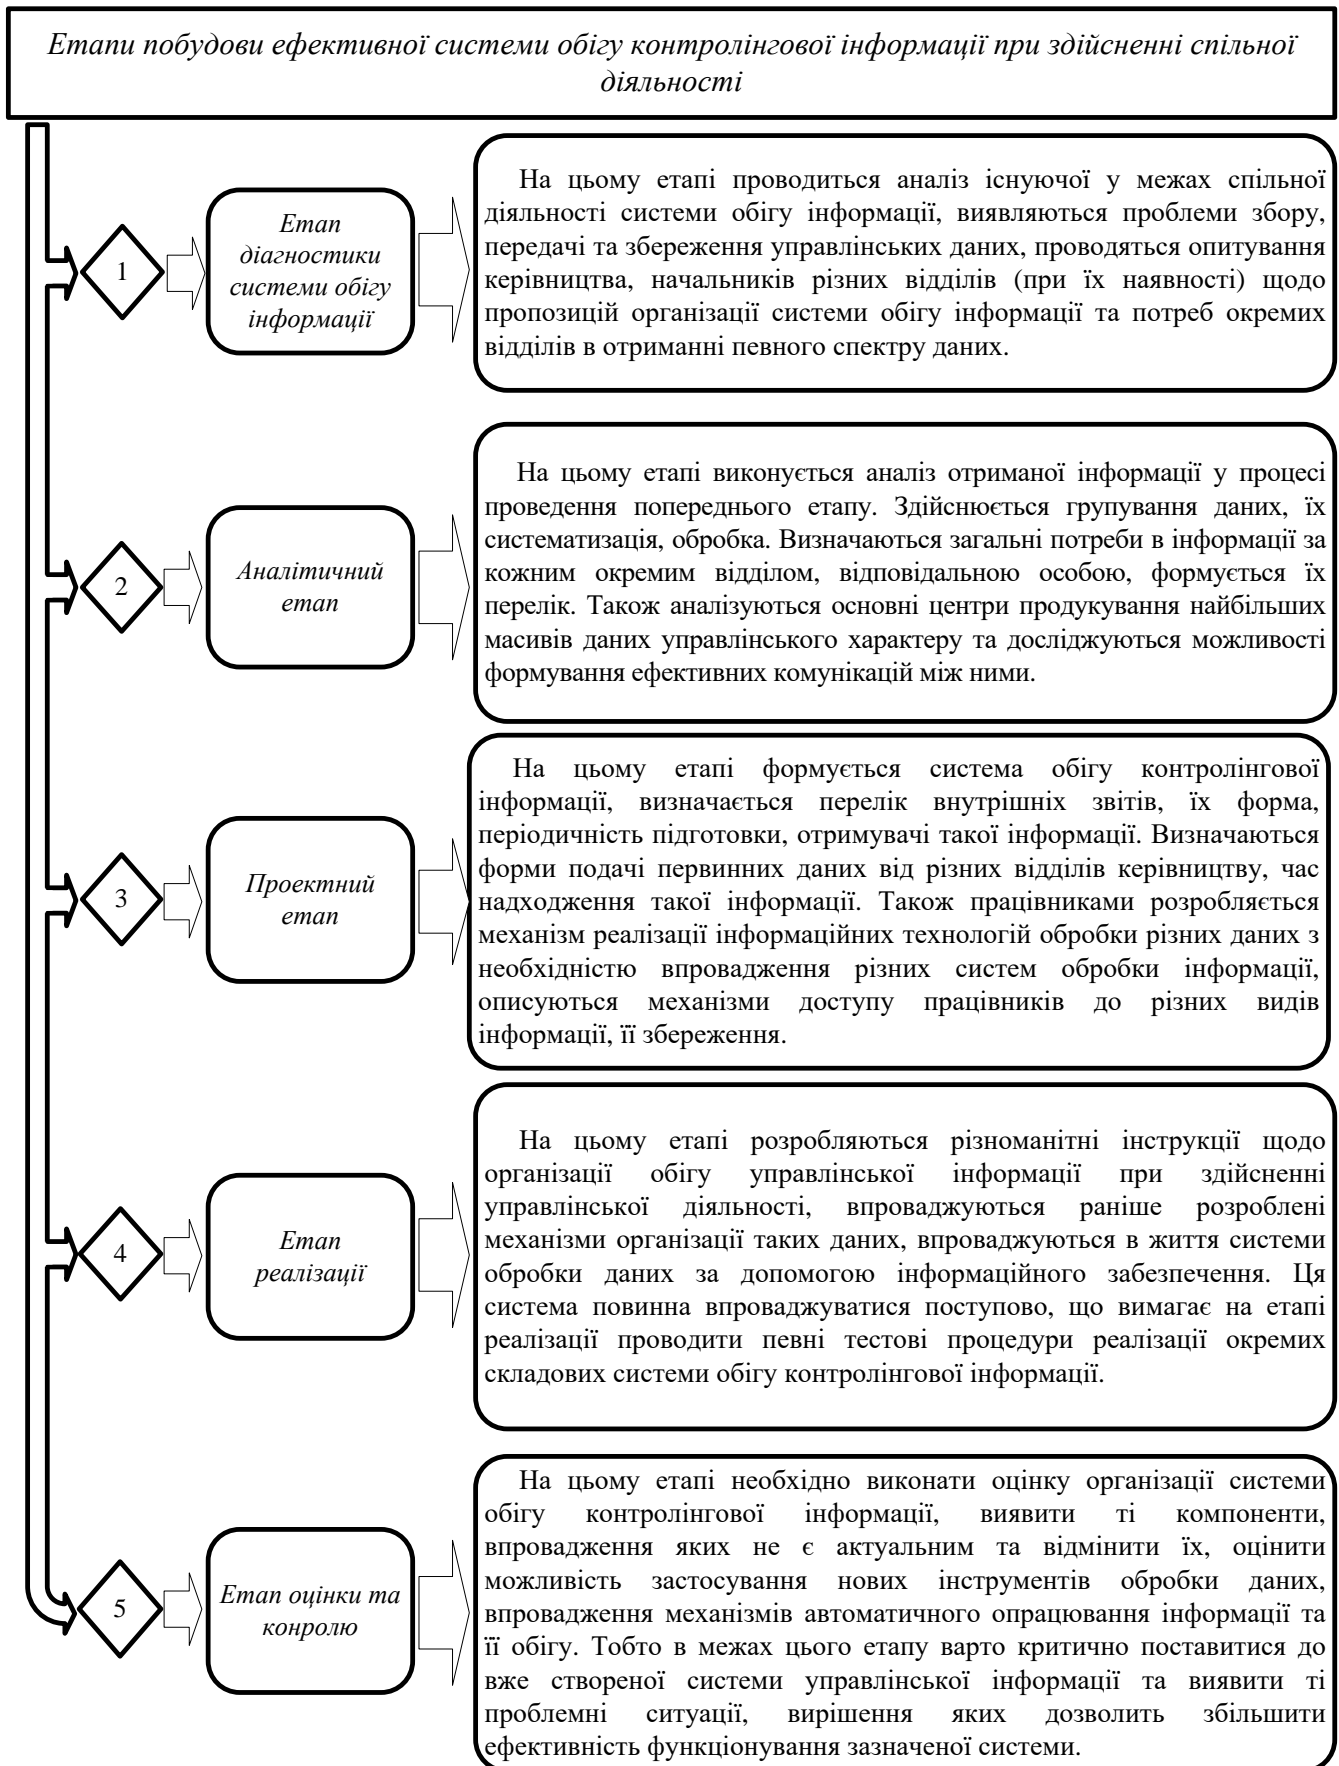 Етапи побудови ефективної системи обігу контролінгової інформації при здійсненні спільної
діяльності
1
Етап
діагностики
системи обігу
інформації
На цьому етапі проводиться аналіз існуючої у межах спільної
діяльності системи обігу інформації, виявляються проблеми збору,
передачі та збереження управлінських даних, проводяться опитування
керівництва, начальників різних відділів (при їх наявності) щодо
пропозицій організації системи обігу інформації та потреб окремих
відділів в отриманні певного спектру даних.
2
Аналітичний
етап
На цьому етапі виконується аналіз отриманої інформації у процесі
проведення попереднього етапу. Здійснюється групування даних, їх
систематизація, обробка. Визначаються загальні потреби в інформації за
кожним окремим відділом, відповідальною особою, формується їх
перелік. Також аналізуються основні центри продукування найбільших
масивів даних управлінського характеру та досліджуються можливості
формування ефективних комунікацій між ними.
3
Проектний
етап
На цьому етапі формується система обігу контролінгової
інформації, визначається перелік внутрішніх звітів, їх форма,
періодичність підготовки, отримувачі такої інформації. Визначаються
форми подачі первинних даних від різних відділів керівництву, час
надходження такої інформації. Також працівниками розробляється
механізм реалізації інформаційних технологій обробки різних даних з
необхідністю впровадження різних систем обробки інформації,
описуються механізми доступу працівників до різних видів
інформації, її збереження.
4
Етап
реалізації
На цьому етапі розробляються різноманітні інструкції щодо
організації обігу управлінської інформації при здійсненні
управлінської діяльності, впроваджуються раніше розроблені
механізми організації таких даних, впроваджуються в життя системи
обробки даних за допомогою інформаційного забезпечення. Ця
система повинна впроваджуватися поступово, що вимагає на етапі
реалізації проводити певні тестові процедури реалізації окремих
складових системи обігу контролінгової інформації.
5
Етап оцінки та
конролю
На цьому етапі необхідно виконати оцінку організації системи
обігу контролінгової інформації, виявити ті компоненти,
впровадження яких не є актуальним та відмінити їх, оцінити
можливість застосування нових інструментів обробки даних,
впровадження механізмів автоматичного опрацювання інформації та
її обігу. Тобто в межах цього етапу варто критично поставитися до
вже створеної системи управлінської інформації та виявити ті
проблемні ситуації, вирішення яких дозволить збільшити
ефективність функціонування зазначеної системи.